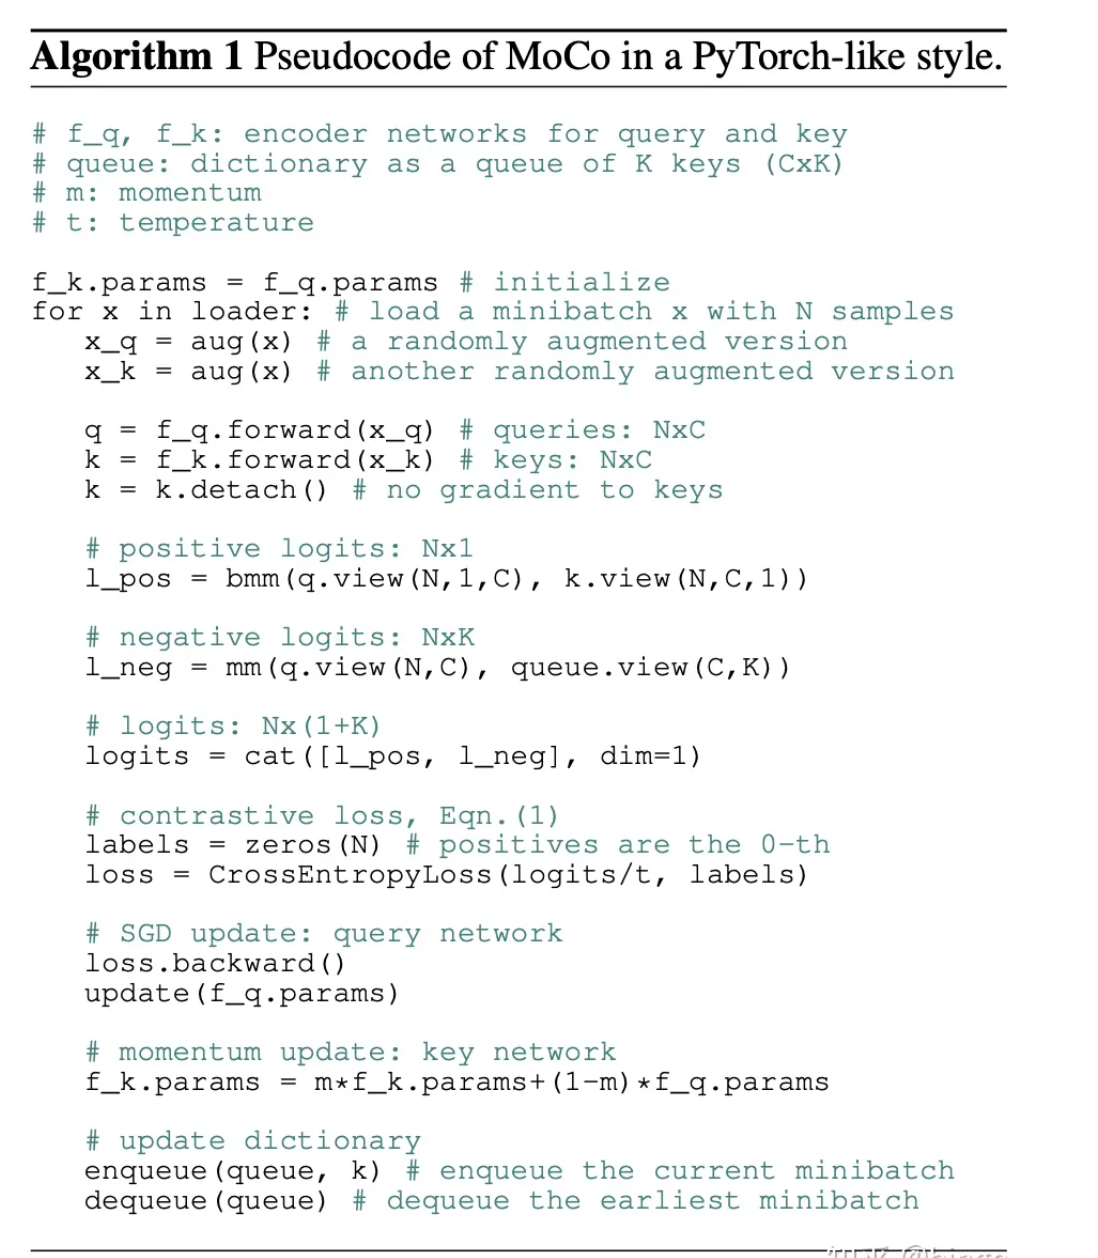 Algorithm 1 Pseudocode of MoCo in a PyTorch-like style.
# f_q, f_k: encoder networks for query and key
# queue: dictionary as a queue of K keys (CxK)
# m: momentum
# t: temperature
f_k.params = f_q.params # initialize
for x in loader: # load a minibatch x with N samples
x_q = aug(x) # a randomly augmented version
x_k = aug(x) # another randomly augmented version
q = f_q.forward(x_q) # queries: NxC
k = f_k.forward(x_k) # keys: NxC
k = k.detach() # no gradient to keys
# positive logits: Nx1
l_pos = bmm(q.view(N,1,C), k.view(N,C,1))
# negative logits: NxK
l_neg = mm(q.view(N,C), queue.view(C,K))
# logits: Nx(1+K)
logits = cat([l_pos, l_neg], dim=1)
# contrastive loss, Eqn.(1)
labels = zeros(N) # positives are the 0-th
loss = CrossEntropyLoss(logits/t, labels)
# SGD update: query network
loss.backward()
update(f_q.params)
# momentum update: key network
f_k.params = m*f_k.params+(1-m)*f_q.params
# update dictionary
enqueue(queue, k) # enqueue the current minibatch
dequeue(queue) # dequeue the earliest minibatch